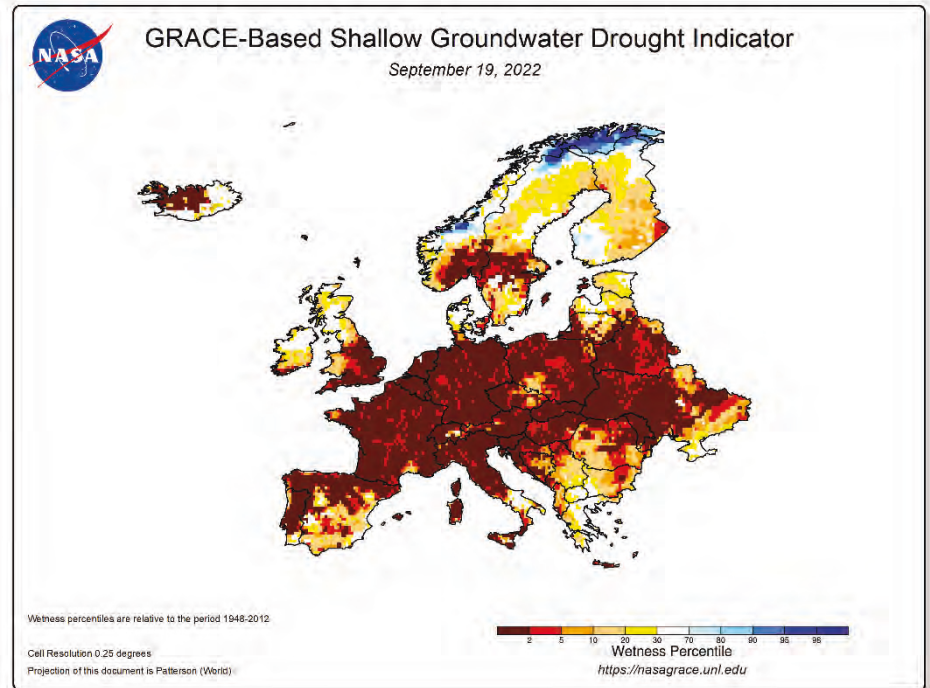 NASA
GRACE-Based Shallow Groundwater Drought Indicator
September 19, 2022
Wetness percentiles are relative to the period 1948-2012
Cell Resolution 0.25 degrees
Projection of this document is Patterson (World)
2 5 10 20 30 70 80 90 95 98
Wetness Percentile
https://nasagrace.unl.edu